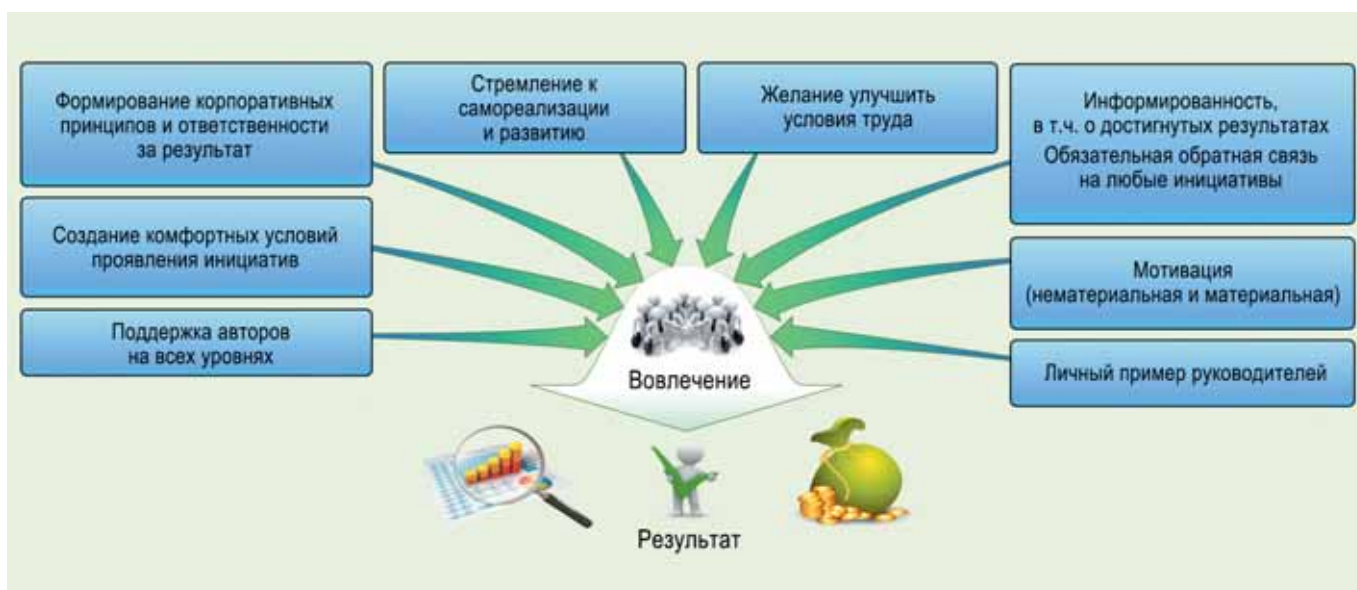 Формирование корпоративных
принципов и ответственности
за результат
Стремление к
самореализации
и развитию
Желание улучшить
условия труда
Информированность,
в т.ч. о достигнутых результатах
Обязательная обратная связь
на любые инициативы
Создание комфортных условий
проявления инициатив
Мотивация
(нематериальная и материальная)
Поддержка авторов
на всех уровнях
Личный пример руководителей
Вовлечение
Результат